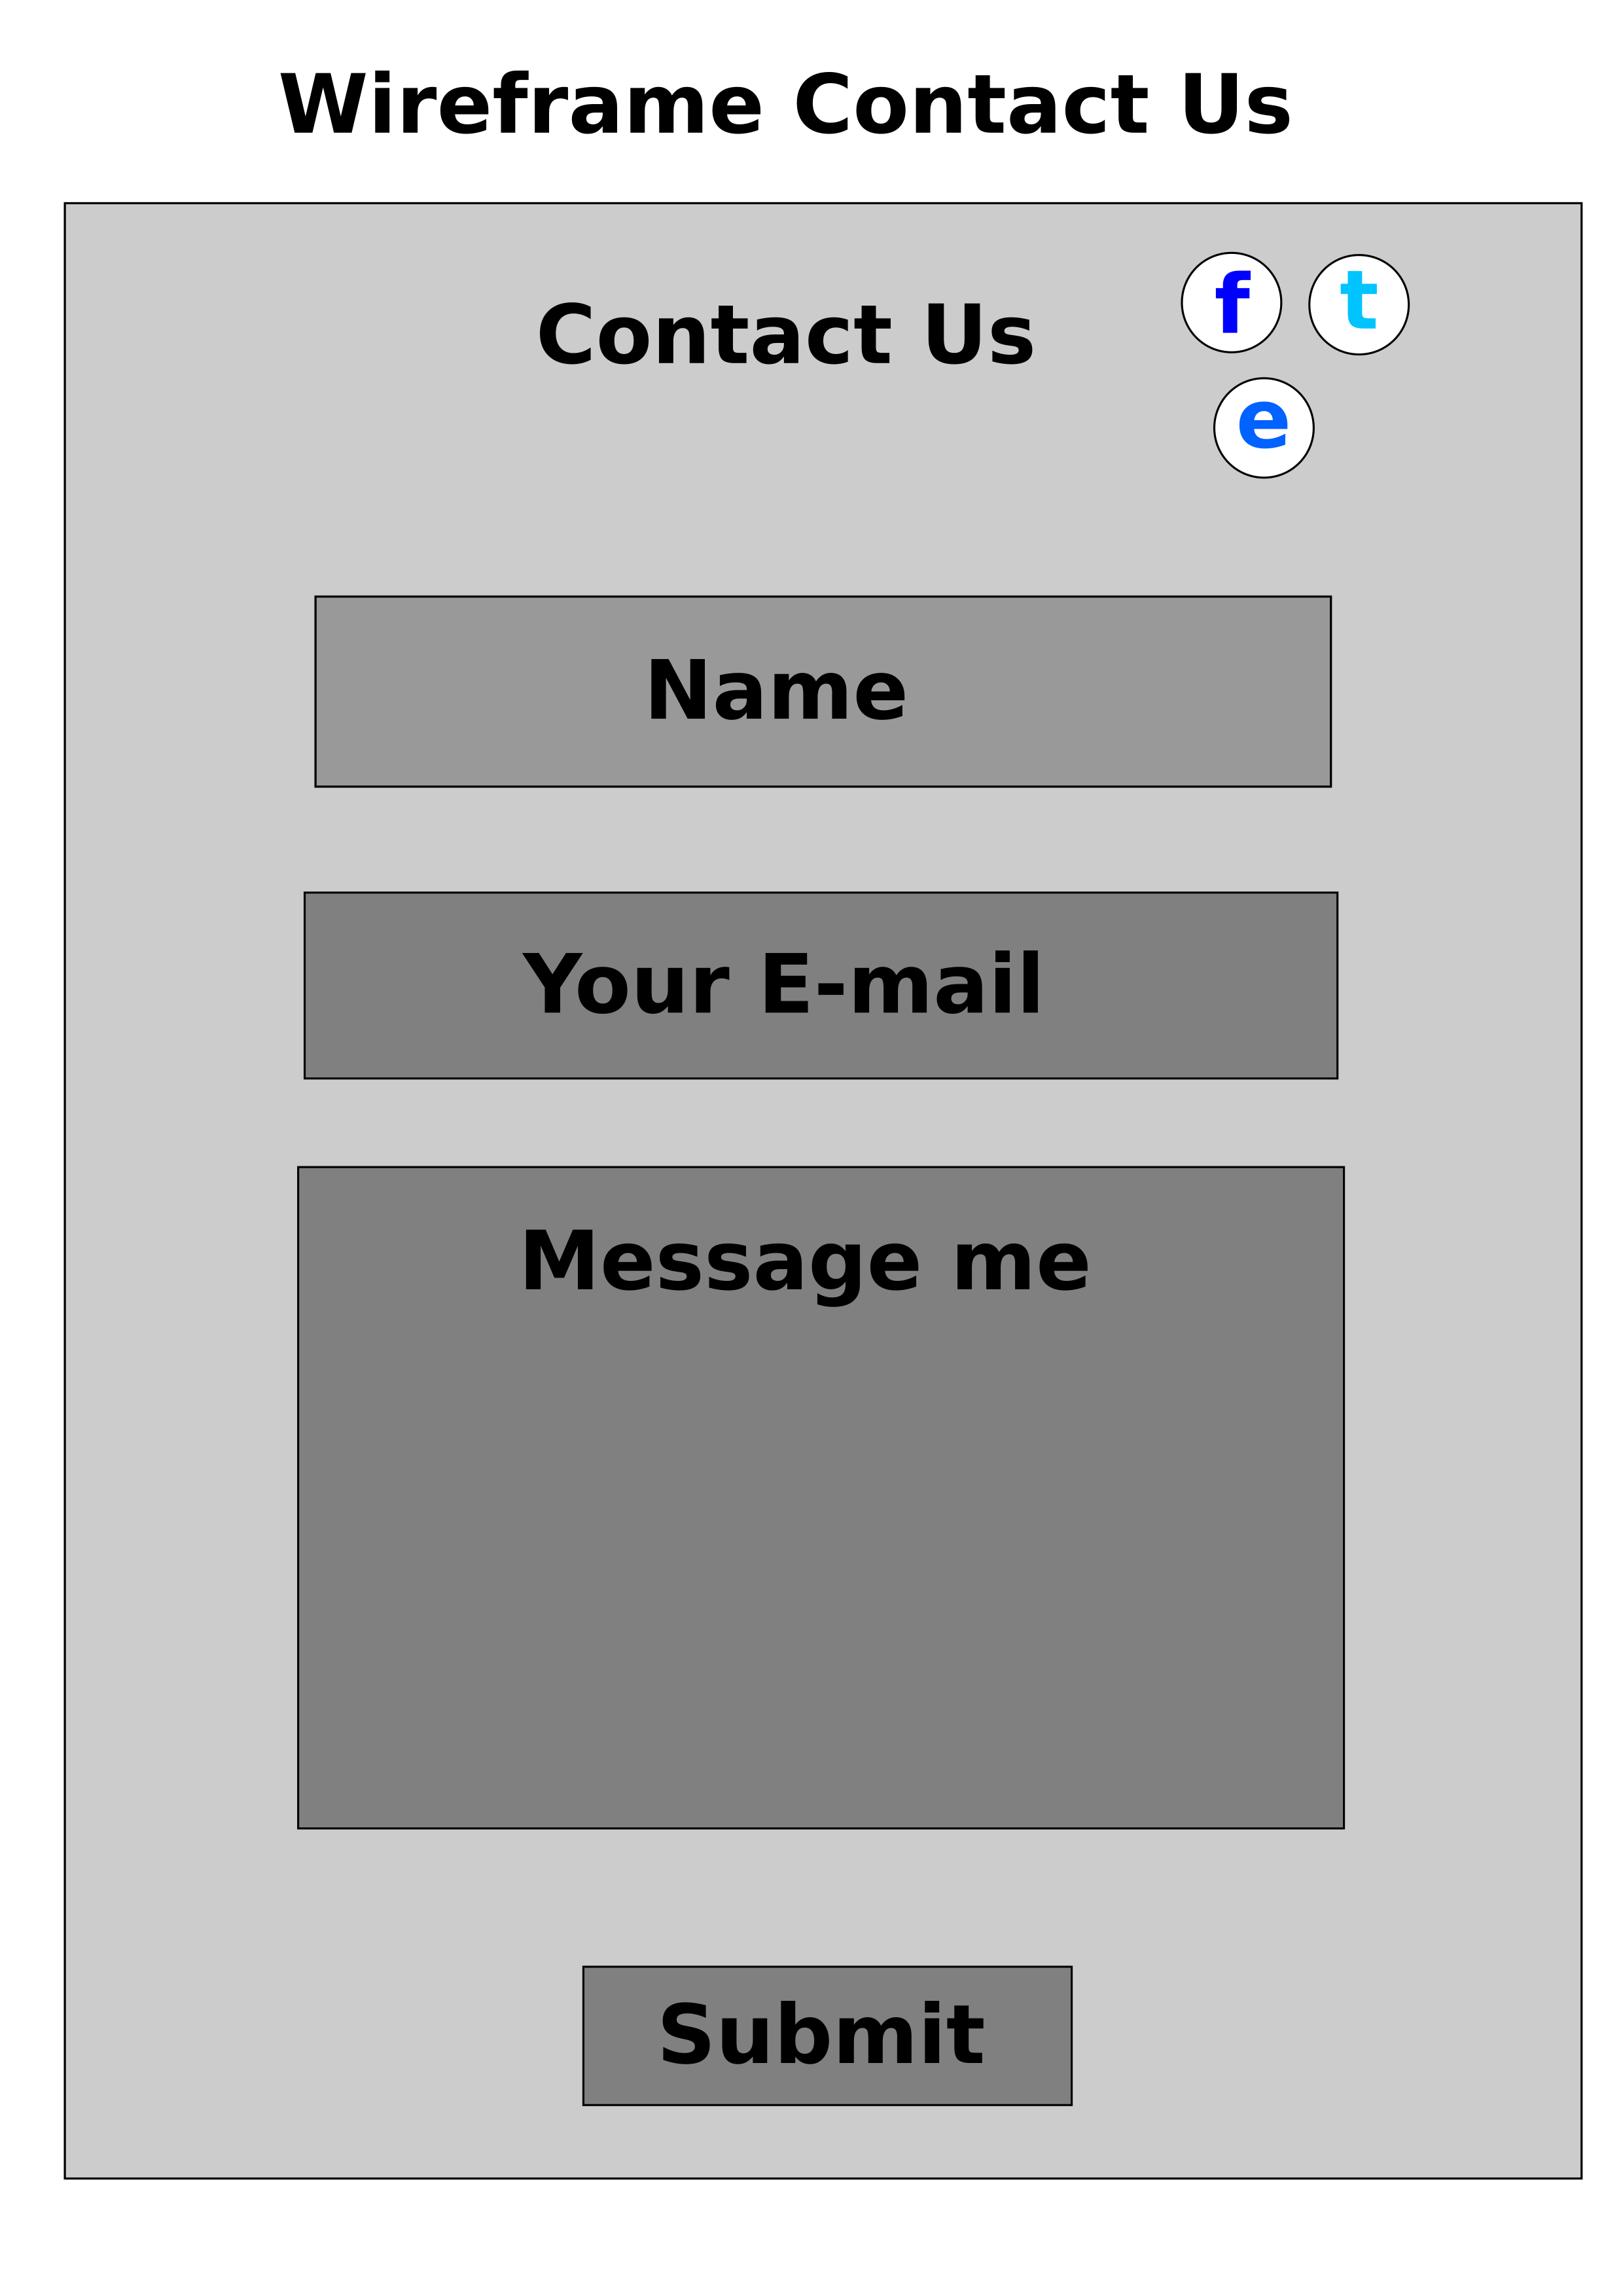 Wireframe Contact Us
Contact Us
f t
e
Name
Your E-mail
Message me
Submit